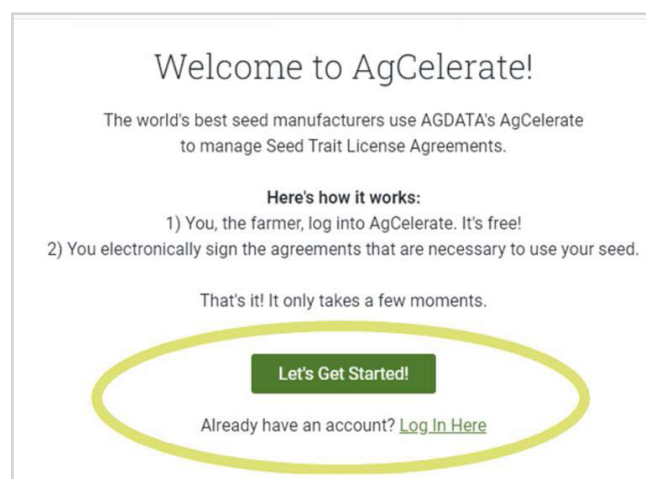 Welcome to AgCelerate!
The world's best seed manufacturers use AGDATA's AgCelerate
to manage Seed Trait License Agreements.
Here's how it works:
1) You, the farmer, log into AgCelerate. It's free!
2) You electronically sign the agreements that are necessary to use your seed.
That's it! It only takes a few moments.
Let's Get Started!
Already have an account? Log In Here